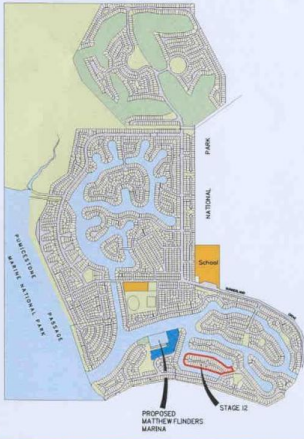 PARK
NATIONAL
School
PUMICESTONE PASSAGE
MARINE NATIONAL PARK
STAGE 12
PROPOSED
MATTHEW FLINDERS
MARINA